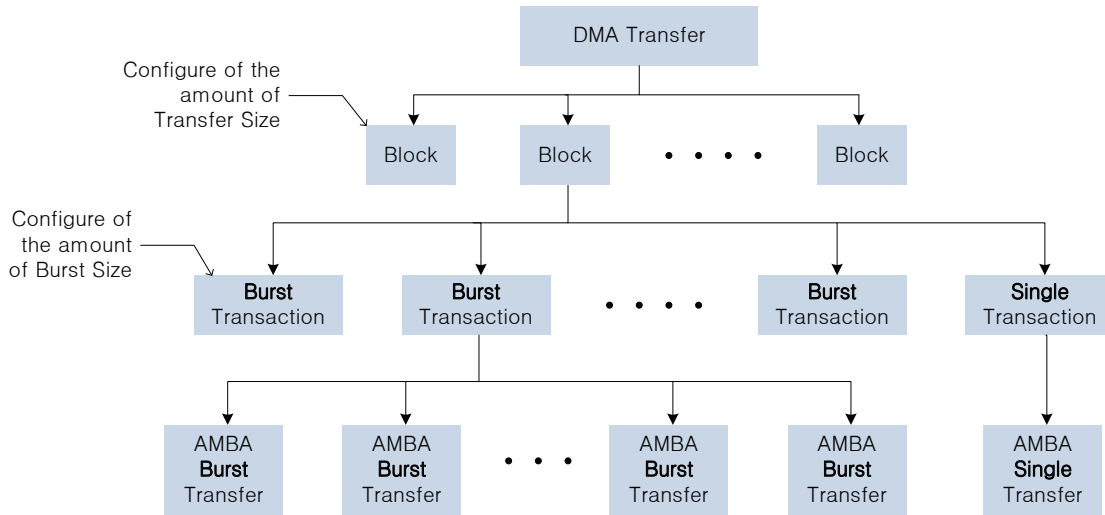 DMA Transfer
Configure of the
amount of
Transfer Size
Block
Block
Block
Configure of
the amount
of Burst Size
Burst
Transaction
Burst
Transaction
Burst
Transaction
Single
Transaction
AMBA
Burst
Transfer
AMBA
Burst
Transfer
AMBA
Burst
Transfer
AMBA
Burst
Transfer
AMBA
Single
Transfer